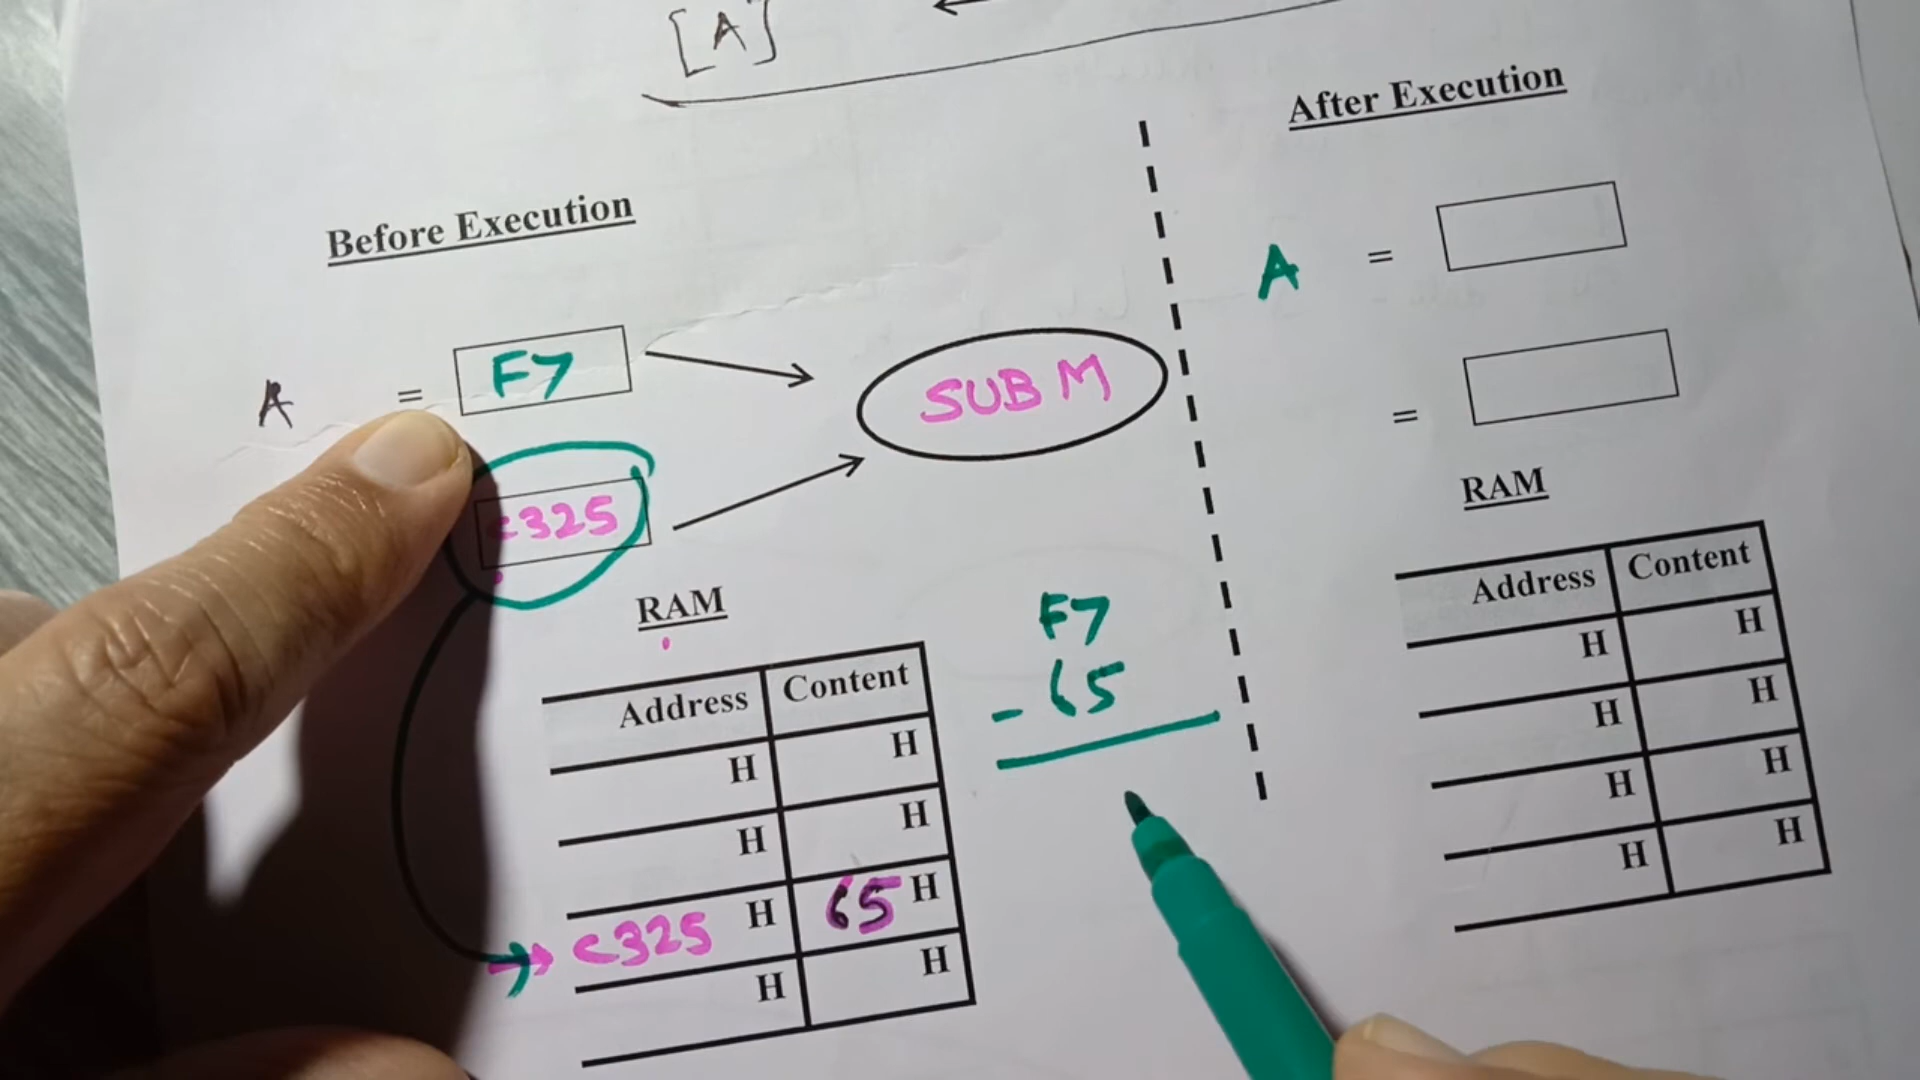 [A]
Before Execution
A = F7
C325
SUB M
RAM
Address Content
H H
H H
C325 H 65 H
H H
F7
- 65
After Execution
A =
=
RAM
Address Content
H H
H H
H H
H H